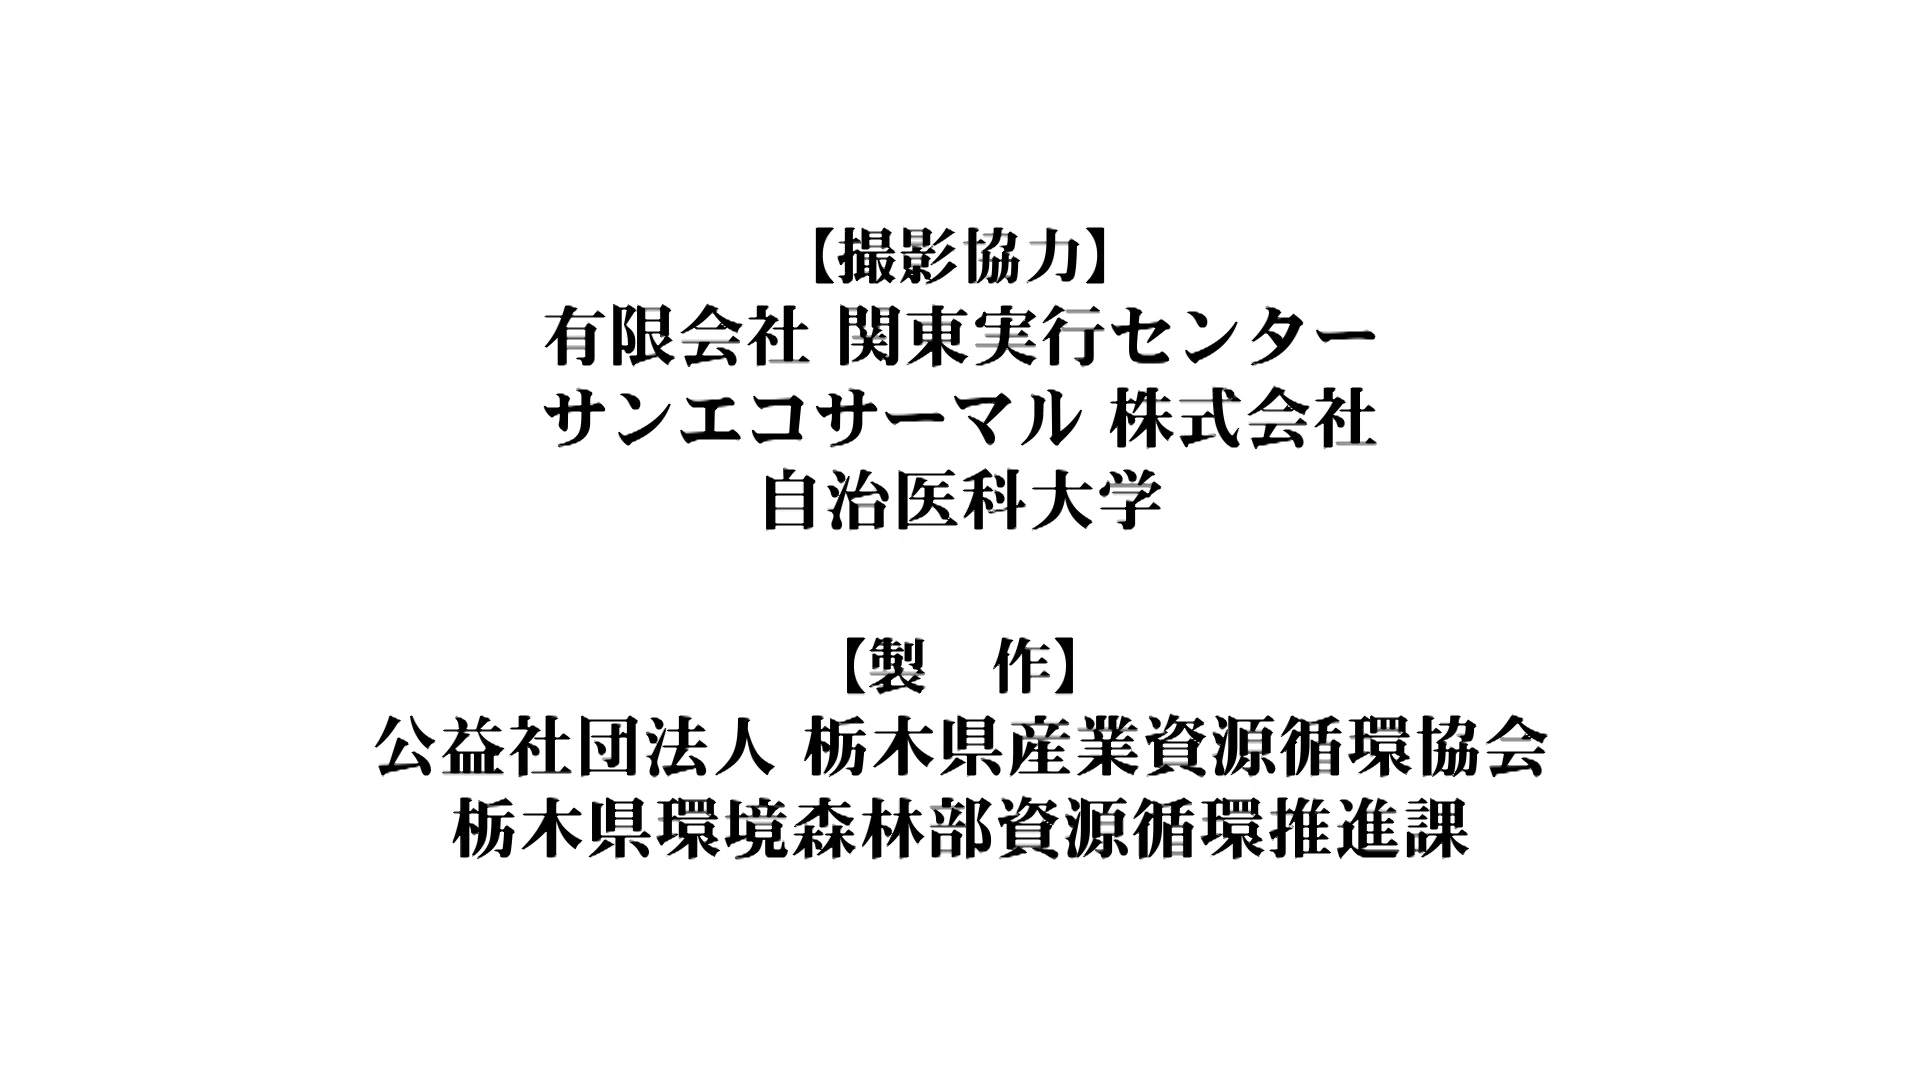 【撮影協力】
有限会社 関東実行センター
サンエコサーマル 株式会社
自治医科大学
【製　作】
公益社団法人 栃木県産業資源循環協会
栃木県環境森林部資源循環推進課